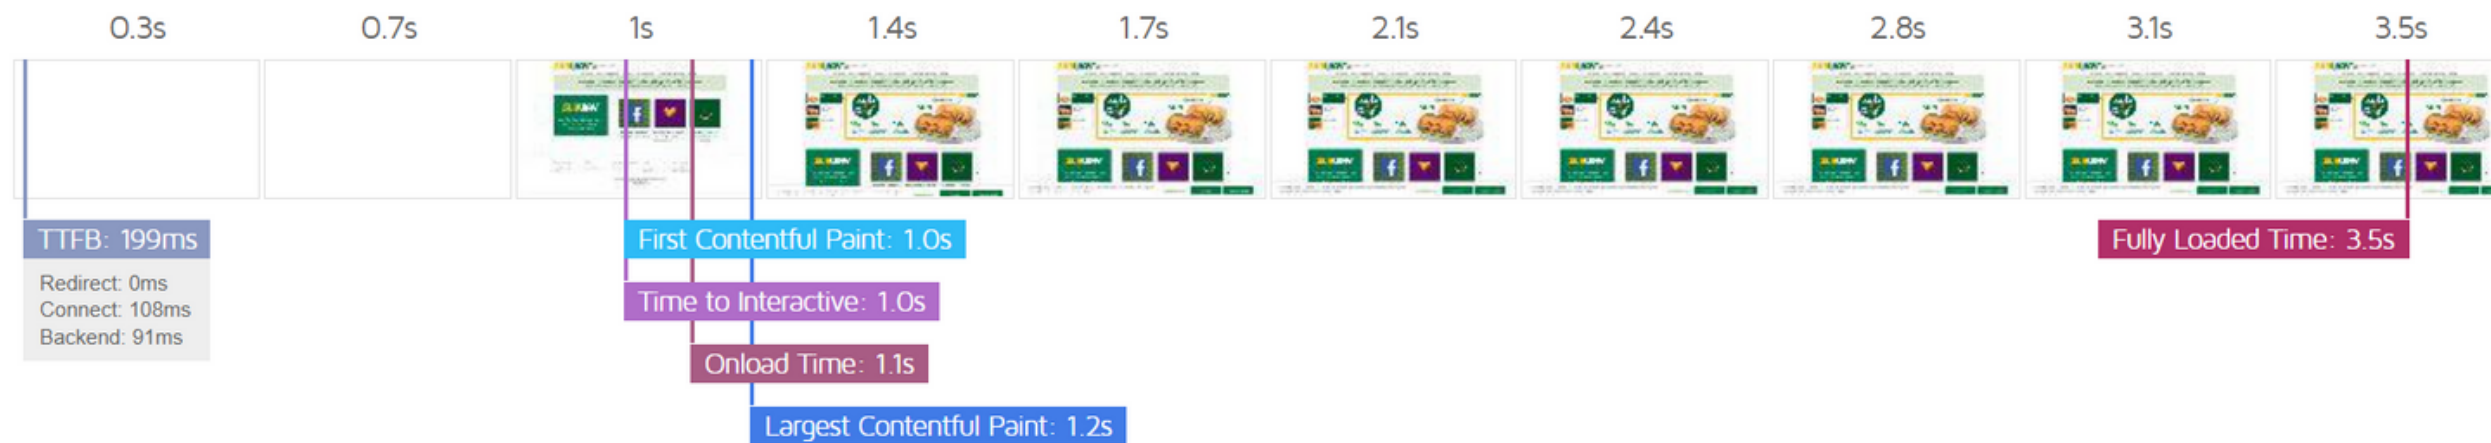 0.3s
0.7s
1s
1.4s
1.7s
2.1s
2.4s
2.8s
3.1s
3.5s
TTFB: 199ms
Redirect: 0ms
Connect: 108ms
Backend: 91ms
First Contentful Paint: 1.0s
Time to Interactive: 1.0s
Onload Time: 1.1s
Largest Contentful Paint: 1.2s
Fully Loaded Time: 3.5s